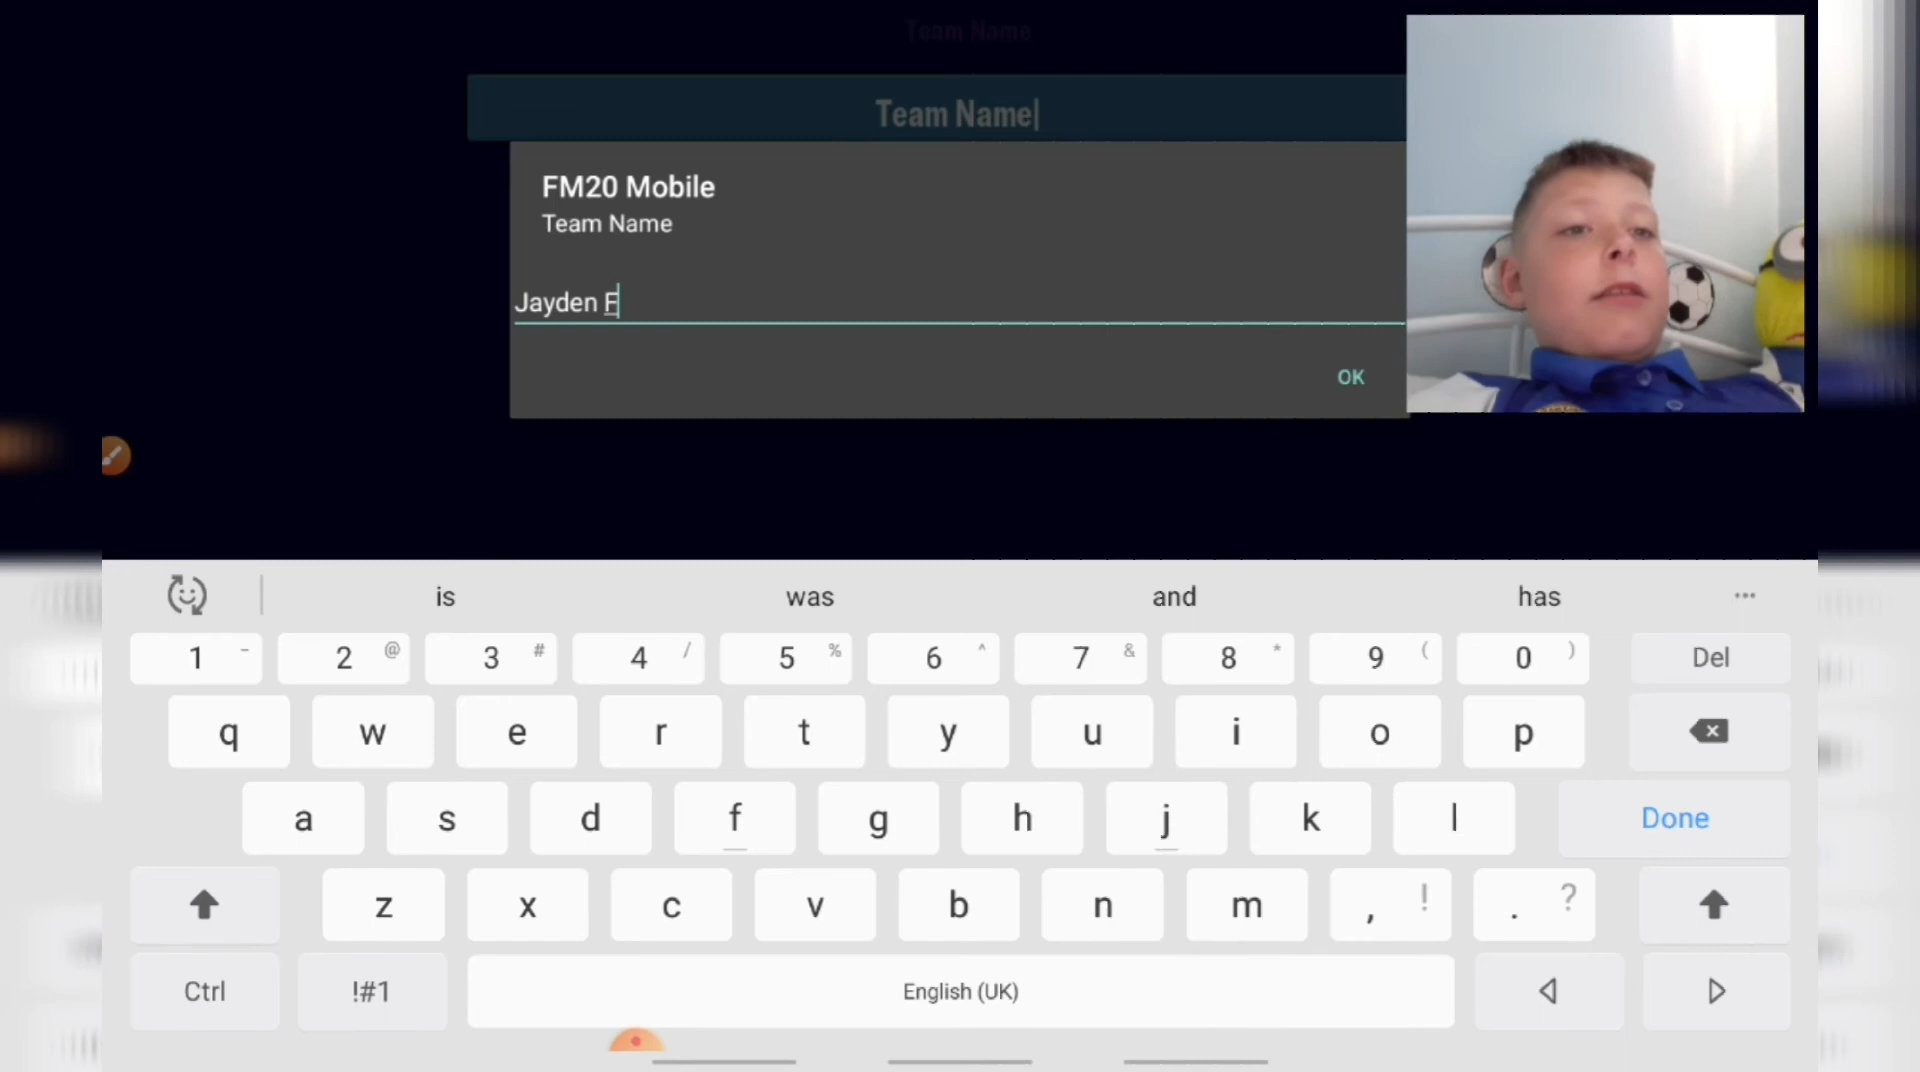 Team Name
Team Name
FM20 Mobile
Team Name
Jayden F
OK
is was and has ...
1 - 2 @ 3 # 4 / 5 % 6 ^ 7 & 8 * 9 ( 0 ) Del
q w e r t y u i o p
a s d f g h j k l Done
z x c v b n m , ! . ?
Ctrl !#1 English (UK)